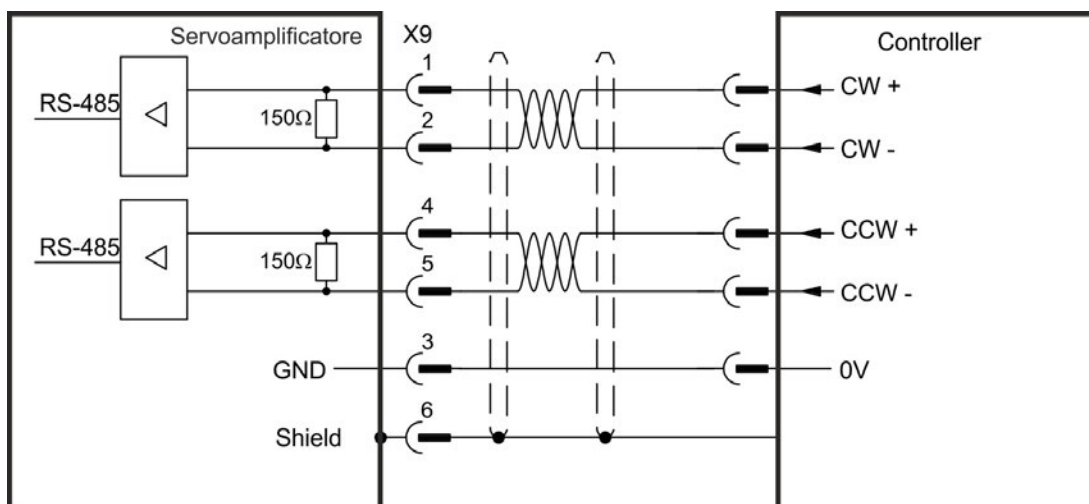 Servoamplificatore
X9
Controller
1
CW +
RS-485
150Ω
2
CW -
4
CCW +
RS-485
150Ω
5
CCW -
3
GND
0V
6
Shield